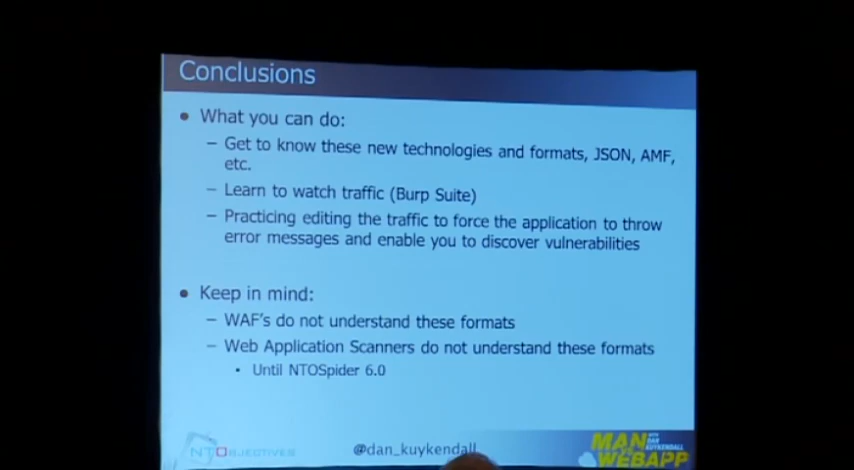 Conclusions
• What you can do:
– Get to know these new technologies and formats, JSON, AMF,
etc.
– Learn to watch traffic (Burp Suite)
– Practicing editing the traffic to force the application to throw
error messages and enable you to discover vulnerabilities
• Keep in mind:
– WAF's do not understand these formats
– Web Application Scanners do not understand these formats
▪ Until NTOSpider 6.0
NTOBJECTIVES
@dan_kuykendall
MAN WITH DAN KUYKENDALL
WEBAPP